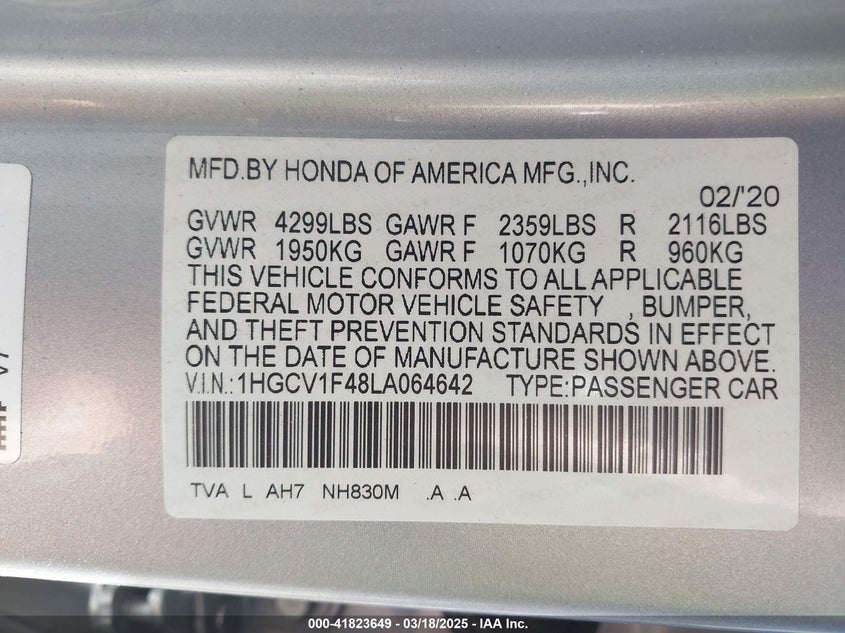 MFD.BY HONDA OF AMERICA MFG.,INC.
02/'20
GVWR 4299LBS GAWR F 2359LBS R 2116LBS
GVWR 1950KG GAWR F 1070KG R 960KG
THIS VEHICLE CONFORMS TO ALL APPLICABLE
FEDERAL MOTOR VEHICLE SAFETY , BUMPER,
AND THEFT PREVENTION STANDARDS IN EFFECT
ON THE DATE OF MANUFACTURE SHOWN ABOVE.
V.I.N.:1HGCV1F48LA064642 TYPE:PASSENGER CAR
TVA L AH7 NH830M .A .A
000-41823649 — 03/18/2025 — IAA Inc.